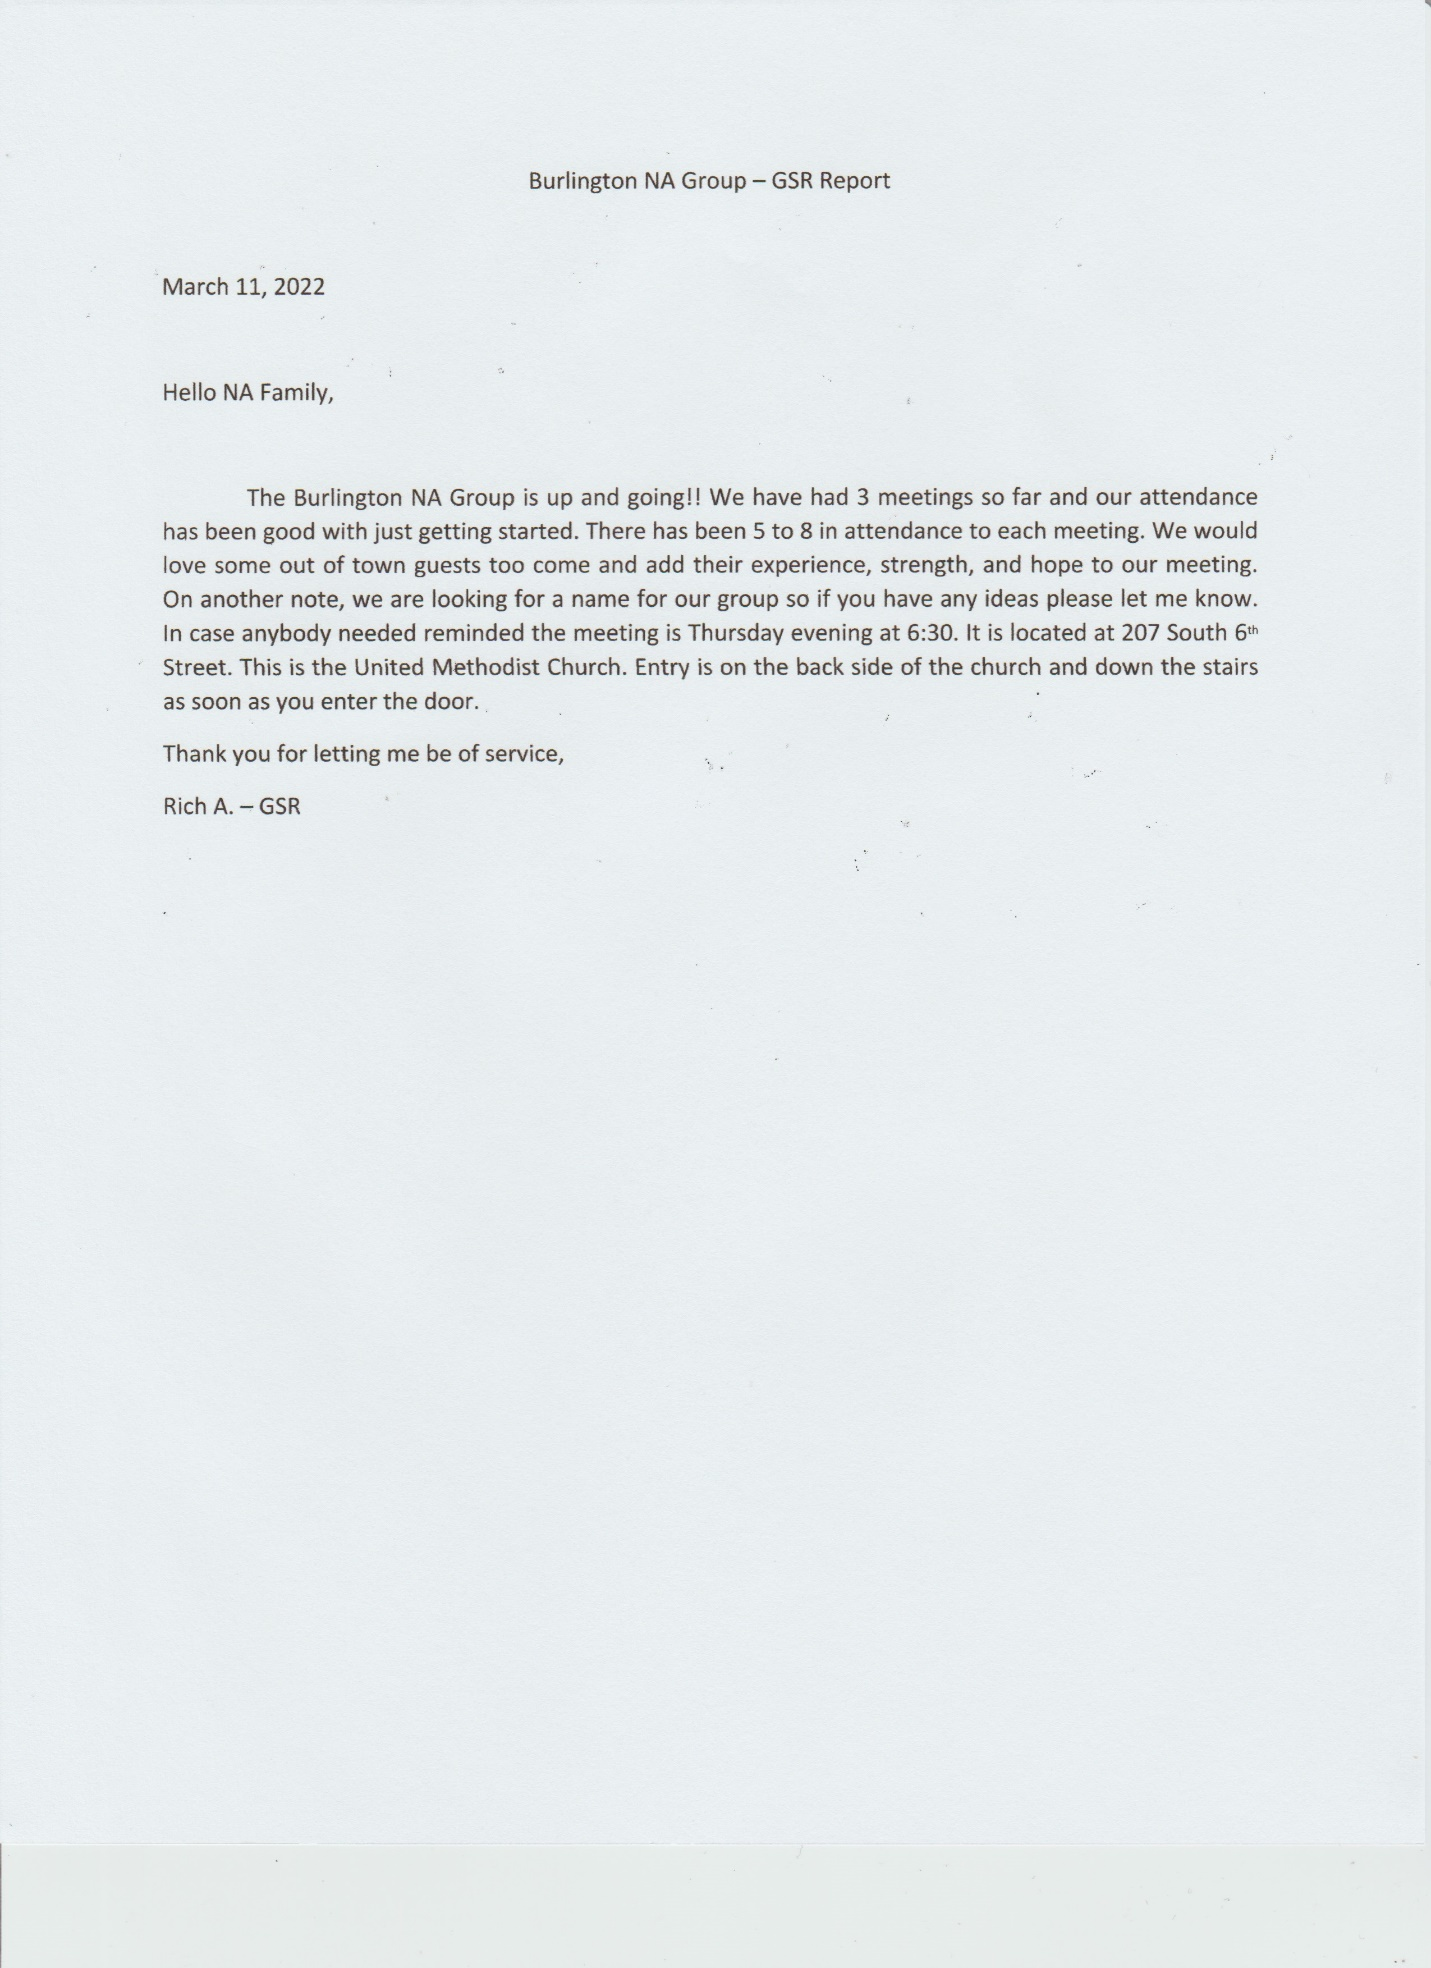 Burlington NA Group – GSR Report
March 11, 2022
Hello NA Family,
The Burlington NA Group is up and going!! We have had 3 meetings so far and our attendance
has been good with just getting started. There has been 5 to 8 in attendance to each meeting. We would
love some out of town guests too come and add their experience, strength, and hope to our meeting.
On another note, we are looking for a name for our group so if you have any ideas please let me know.
In case anybody needed reminded the meeting is Thursday evening at 6:30. It is located at 207 South 6th
Street. This is the United Methodist Church. Entry is on the back side of the church and down the stairs
as soon as you enter the door.
Thank you for letting me be of service,
Rich A. – GSR